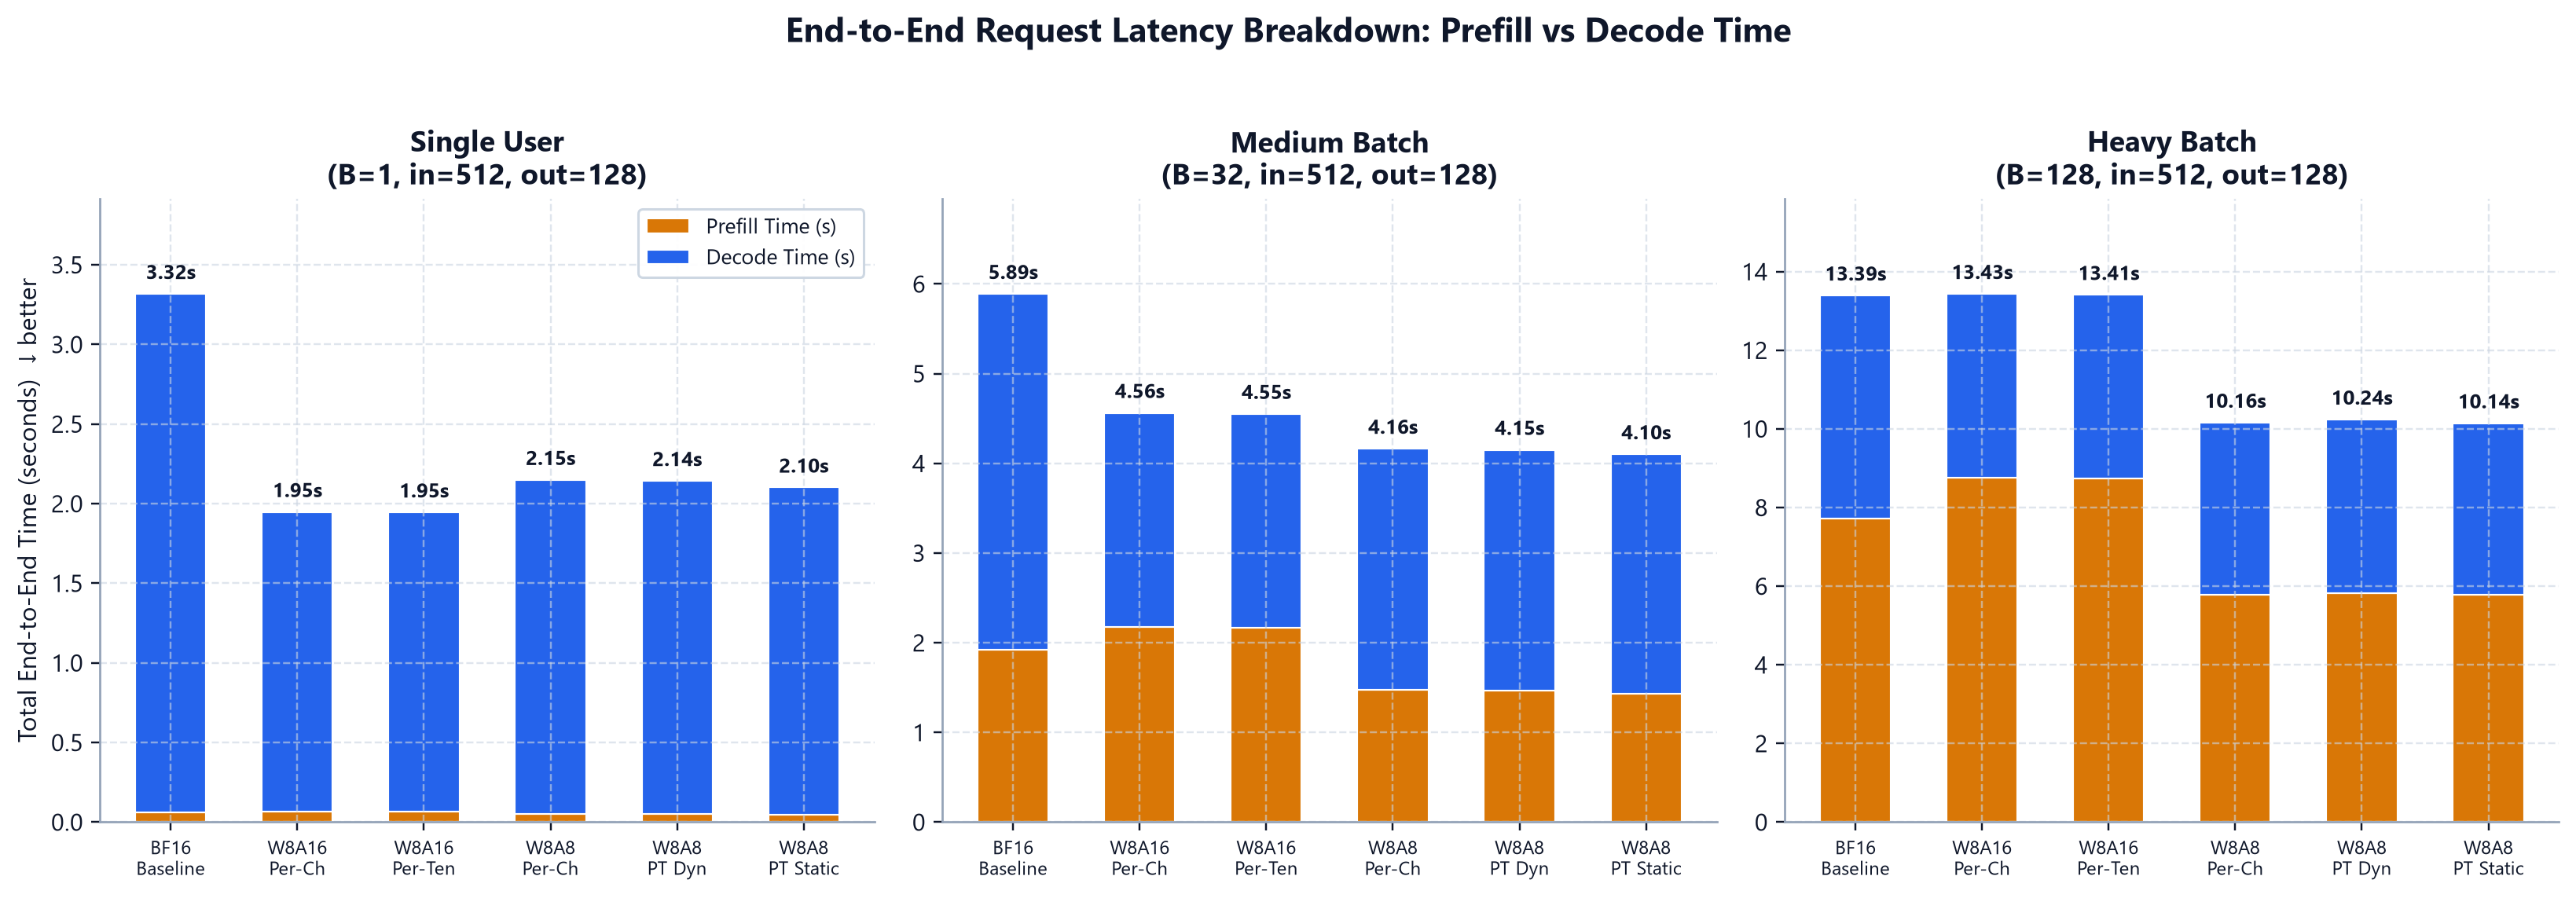 End-to-End Request Latency Breakdown: Prefill vs Decode Time
Single User
(B=1, in=512, out=128)
Total End-to-End Time (seconds) ↓ better
3.5
3.0
2.5
2.0
1.5
1.0
0.5
0.0
Prefill Time (s)
Decode Time (s)
3.32s
1.95s
1.95s
2.15s
2.14s
2.10s
BF16
Baseline
W8A16
Per-Ch
W8A16
Per-Ten
W8A8
Per-Ch
W8A8
PT Dyn
W8A8
PT Static
Medium Batch
(B=32, in=512, out=128)
6
5
4
3
2
1
0
5.89s
4.56s
4.55s
4.16s
4.15s
4.10s
BF16
Baseline
W8A16
Per-Ch
W8A16
Per-Ten
W8A8
Per-Ch
W8A8
PT Dyn
W8A8
PT Static
Heavy Batch
(B=128, in=512, out=128)
14
12
10
8
6
4
2
0
13.39s
13.43s
13.41s
10.16s
10.24s
10.14s
BF16
Baseline
W8A16
Per-Ch
W8A16
Per-Ten
W8A8
Per-Ch
W8A8
PT Dyn
W8A8
PT Static